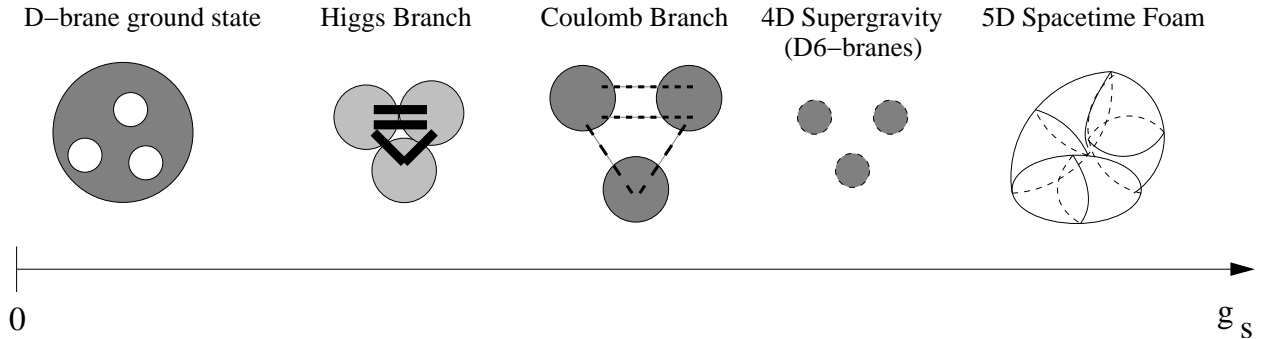 D−brane ground state
Higgs Branch
Coulomb Branch
4D Supergravity
(D6−branes)
5D Spacetime Foam
0
g s